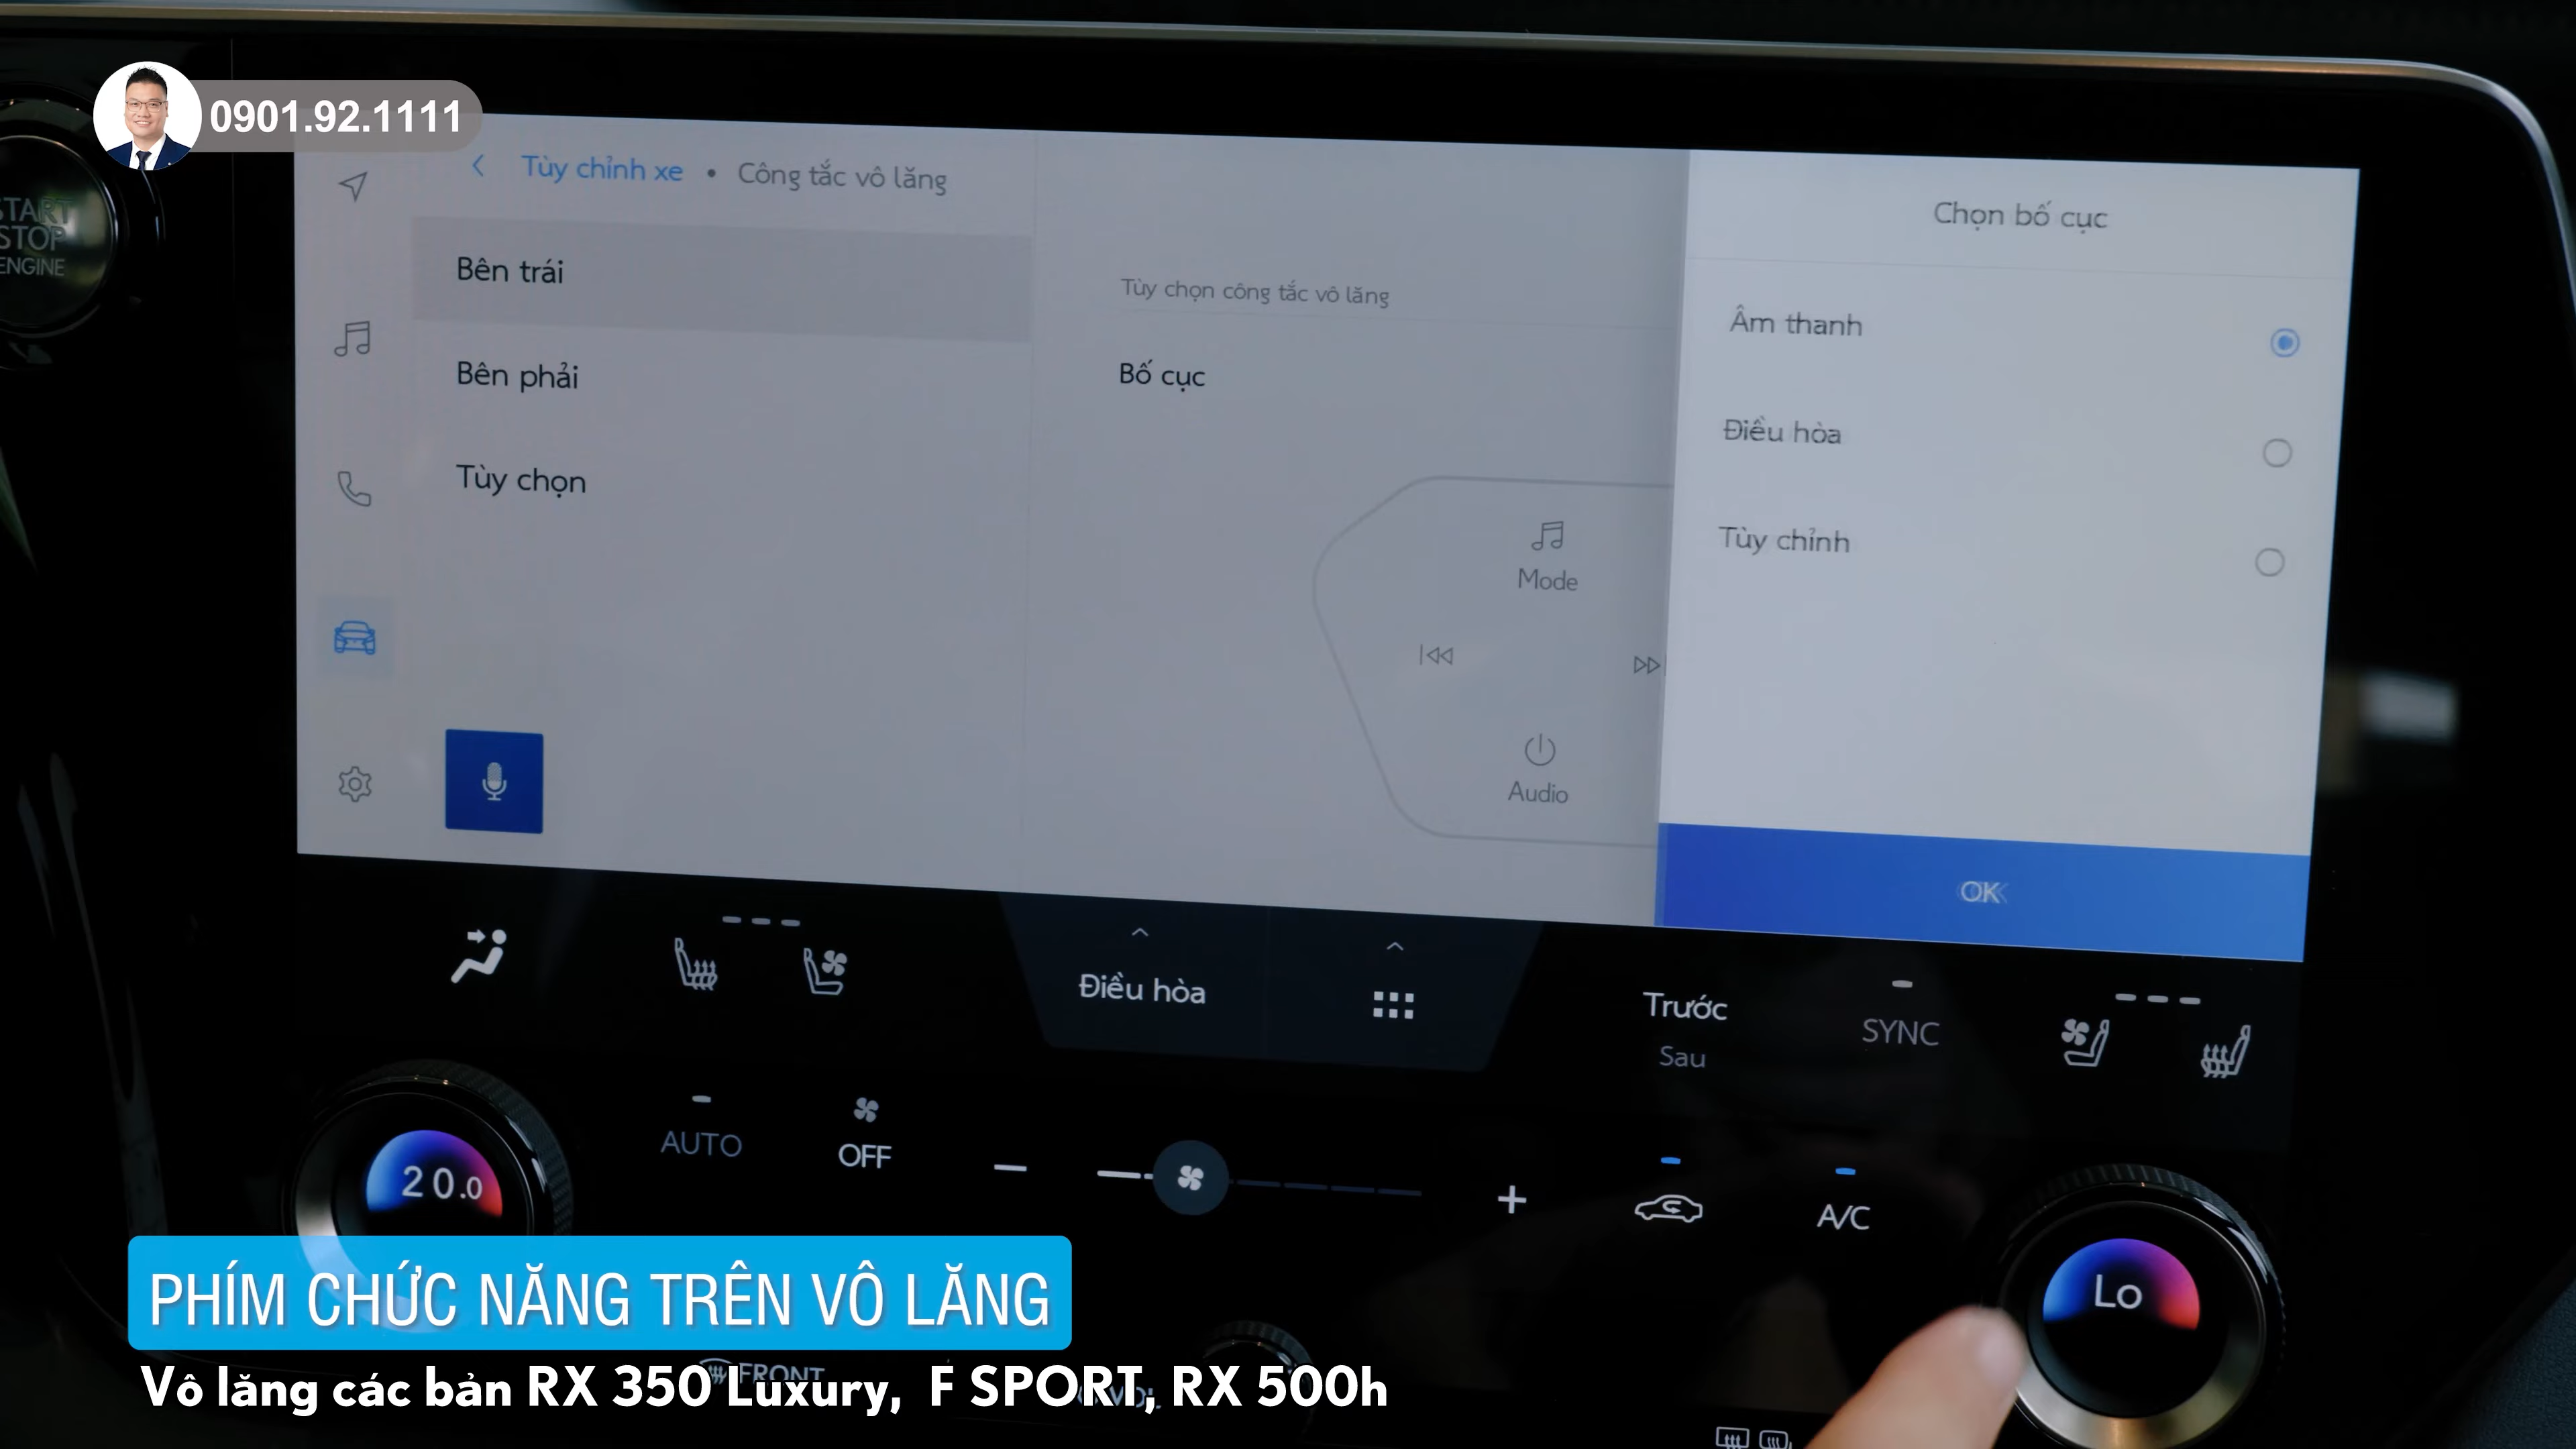 0901.92.1111
START
STOP
ENGINE
Tùy chỉnh xe • Công tắc vô lăng
Bên trái
Bên phải
Tùy chọn
Tùy chọn công tắc vô lăng
Bố cục
Mode
Audio
Chọn bố cục
Âm thanh
Điều hòa
Tùy chỉnh
OK
Điều hòa
Trước
Sau
SYNC
AUTO
OFF
A/C
20.0
Lo
PHÍM CHỨC NĂNG TRÊN VÔ LĂNG
FRONT
Vô lăng các bản RX 350 Luxury, F SPORT, RX 500h